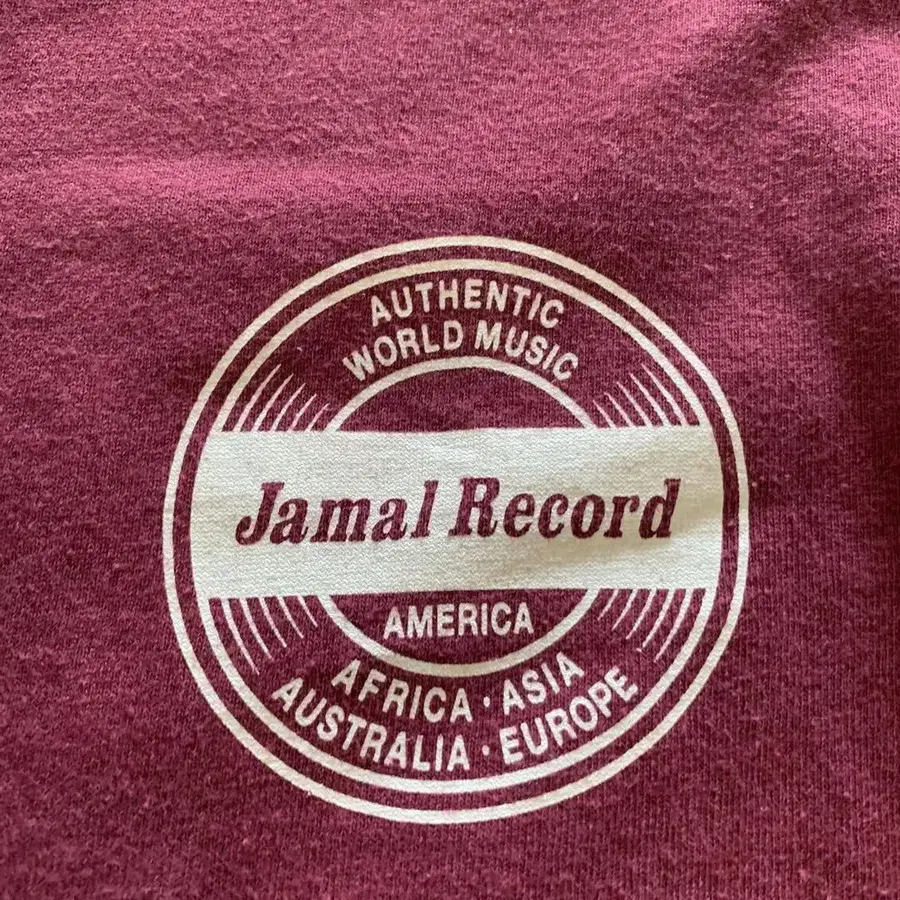 AUTHENTIC
WORLD MUSIC
Jamal Record
AMERICA
AFRICA · ASIA
AUSTRALIA · EUROPE